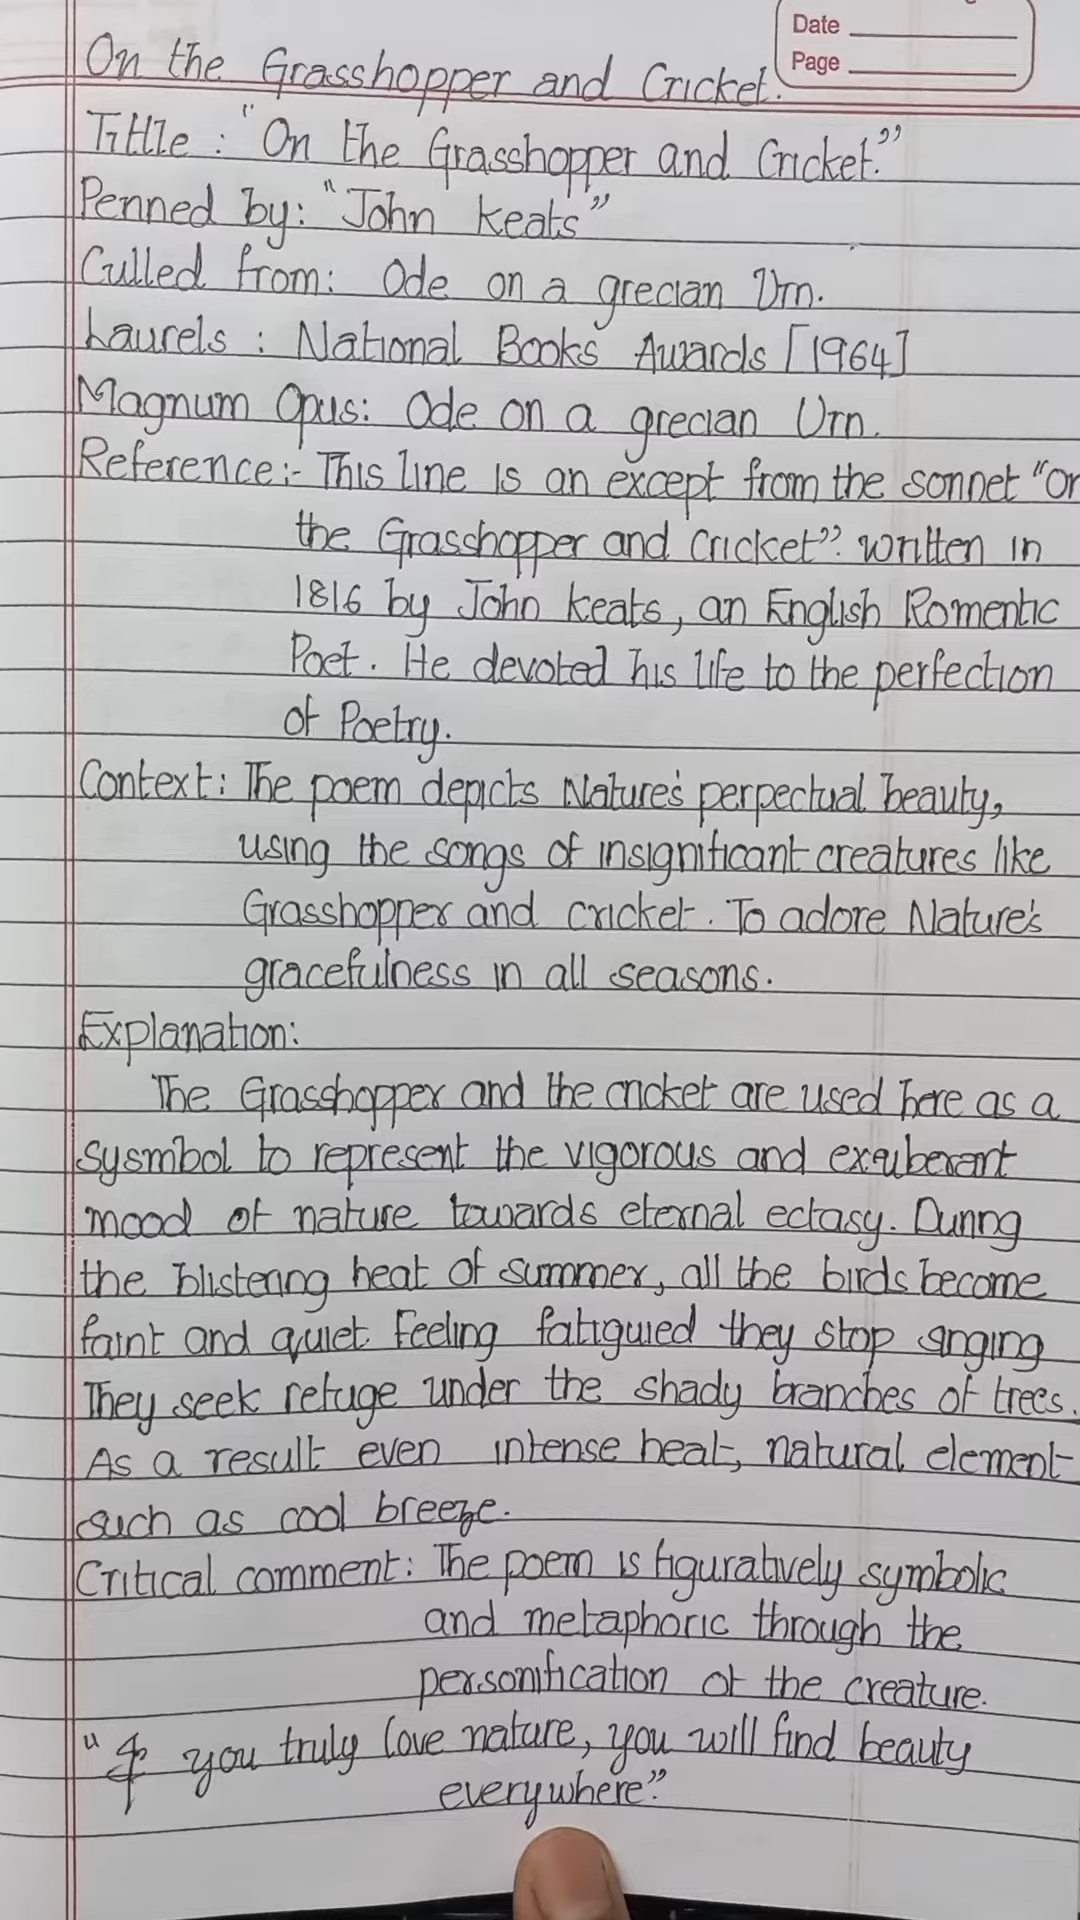 Date
Page
On the Grasshopper and Cricket.
Tittle : "On the Grasshopper and Cricket."
Penned by: "John Keats"
Culled from: Ode on a grecian Urn.
Laurels : National Books Awards [1964]
Magnum Opus: Ode on a grecian Urn.
Reference:- This line is an except from the sonnet "On
the Grasshopper and Cricket". written in
1816 by John Keats, an English Romentic
Poet. He devoted his life to the perfection
of Poetry.
Context: The poem depicts Nature's perpectual beauty,
using the songs of insignificant creatures like
Grasshopper and cricket. To adore Nature's
gracefulness in all seasons.
Explanation:
The Grasshopper and the cricket are used here as a
sysmbol to represent the vigorous and exauberant
mood of nature towards eternal ectasy. During
the blistering heat of summer, all the birds become
faint and quiet feeling fatiguied they stop singing
They seek refuge under the shady branches of trees.
As a result even intense heat, natural element
such as cool breeze.
Critical comment: The poem is figuratively symbolic
and metaphoric through the
personification of the creature.
"If you truly love nature, you will find beauty
everywhere"